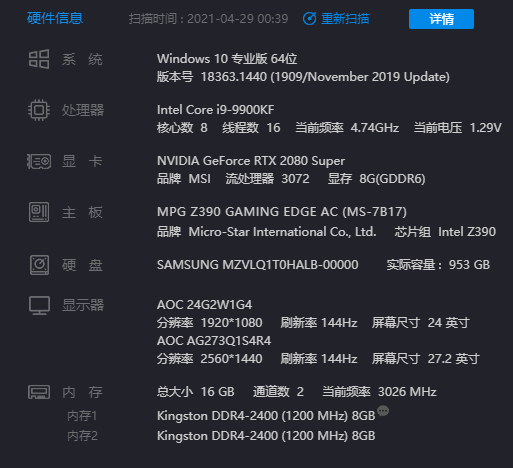 硬件信息 扫描时间 : 2021-04-29 00:39 重新扫描 详情
系 统 Windows 10 专业版 64位
版本号 18363.1440 (1909/November 2019 Update)
处理器 Intel Core i9-9900KF
核心数 8 线程数 16 当前频率 4.74GHz 当前电压 1.29V
显 卡 NVIDIA GeForce RTX 2080 Super
品牌 MSI 流处理器 3072 显存 8G(GDDR6)
主 板 MPG Z390 GAMING EDGE AC (MS-7B17)
品牌 Micro-Star International Co., Ltd. 芯片组 Intel Z390
硬 盘 SAMSUNG MZVLQ1T0HALB-00000 实际容量 : 953 GB
显示器 AOC 24G2W1G4
分辨率 1920*1080 刷新率 144Hz 屏幕尺寸 24 英寸
AOC AG273Q1S4R4
分辨率 2560*1440 刷新率 144Hz 屏幕尺寸 27.2 英寸
内 存 总大小 16 GB 通道数 2 当前频率 3026 MHz
内存1 Kingston DDR4-2400 (1200 MHz) 8GB
内存2 Kingston DDR4-2400 (1200 MHz) 8GB